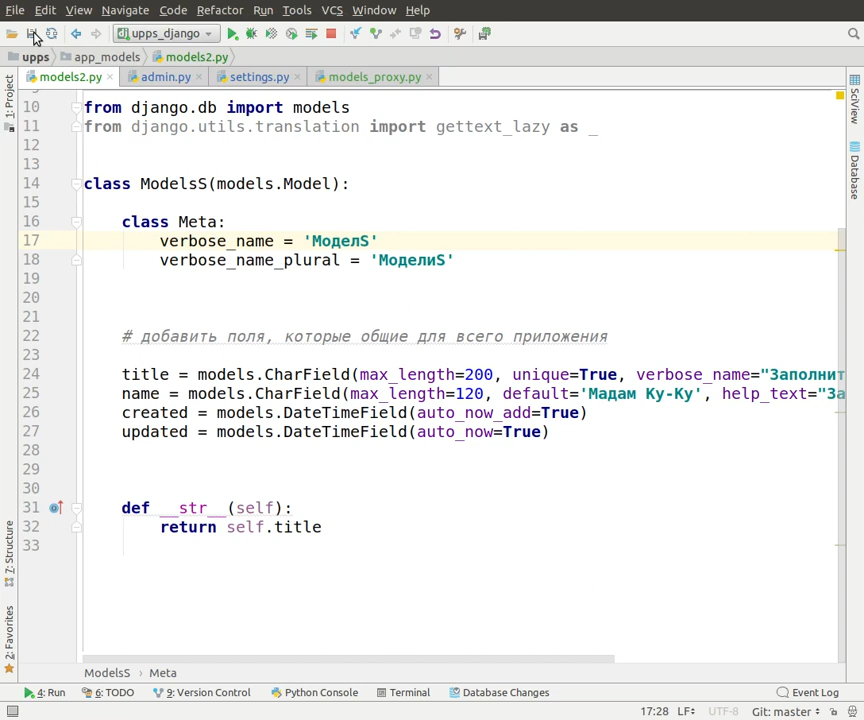 File Edit View Navigate Code Refactor Run Tools VCS Window Help
upps_django
upps app_models models2.py
models2.py admin.py settings.py models_proxy.py
10 from django.db import models
11 from django.utils.translation import gettext_lazy as _
12
13
14 class ModelsS(models.Model):
15
16 class Meta:
17 verbose_name = 'МоделS'
18 verbose_name_plural = 'МоделиS'
19
20
21
22 # добавить поля, которые общие для всего приложения
23
24 title = models.CharField(max_length=200, unique=True, verbose_name="Заполнит
25 name = models.CharField(max_length=120, default='Мадам Ку-Ку', help_text="За
26 created = models.DateTimeField(auto_now_add=True)
27 updated = models.DateTimeField(auto_now=True)
28
29
30
31 def __str__(self):
32 return self.title
33
1: Project
7: Structure
2: Favorites
SciView
Database
ModelsS Meta
4: Run 6: TODO 9: Version Control Python Console Terminal Database Changes Event Log
17:28 LF UTF-8 Git: master